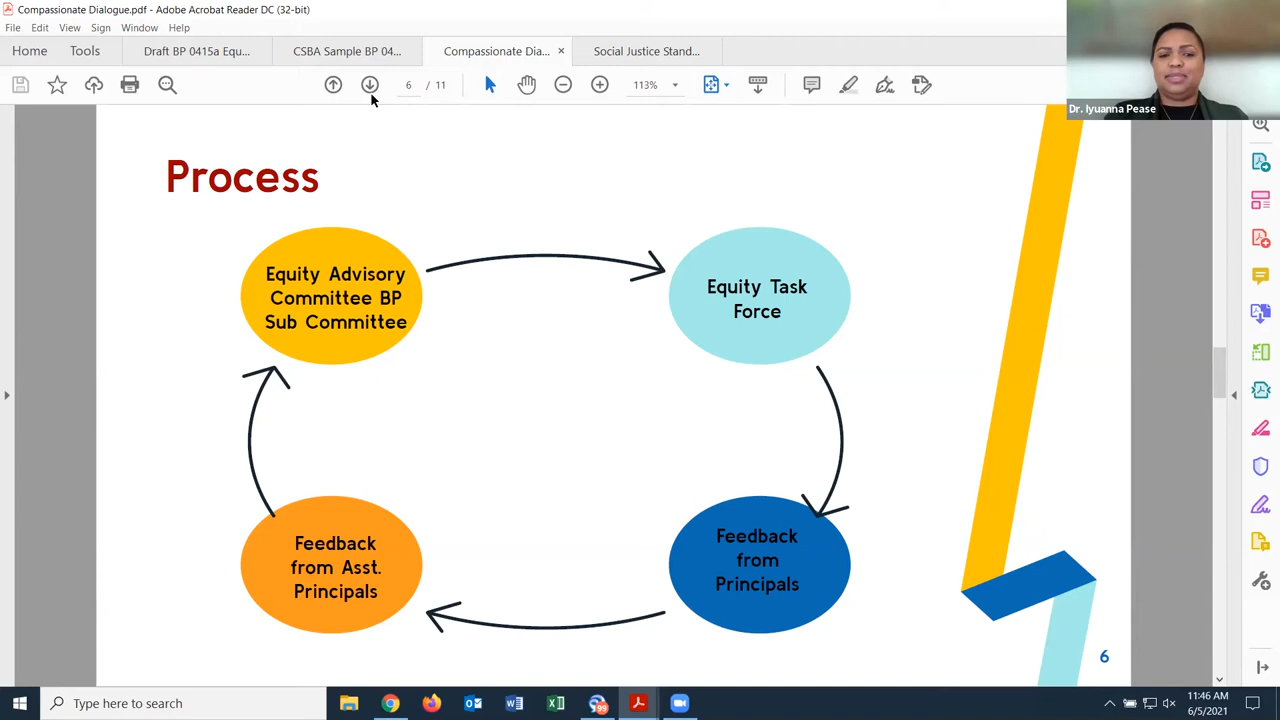 Compassionate Dialogue.pdf - Adobe Acrobat Reader DC (32-bit)
File Edit View Sign Window Help
Home Tools Draft BP 0415a Equ... CSBA Sample BP 04... Compassionate Dia... × Social Justice Stand...
6 / 11 113%
Dr. Iyuanna Pease
Process
Equity Advisory
Committee BP
Sub Committee
Equity Task
Force
Feedback
from Asst.
Principals
Feedback
from
Principals
6
Type here to search
99
11:46 AM
6/5/2021